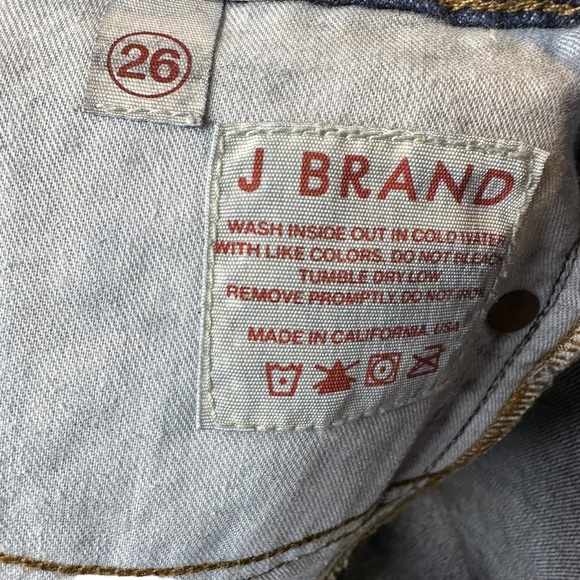 26
J BRAND
WASH INSIDE OUT IN COLD WATER
WITH LIKE COLORS. DO NOT BLEACH
TUMBLE DRY LOW
REMOVE PROMPTLY. DO NOT IRON
MADE IN CALIFORNIA, USA